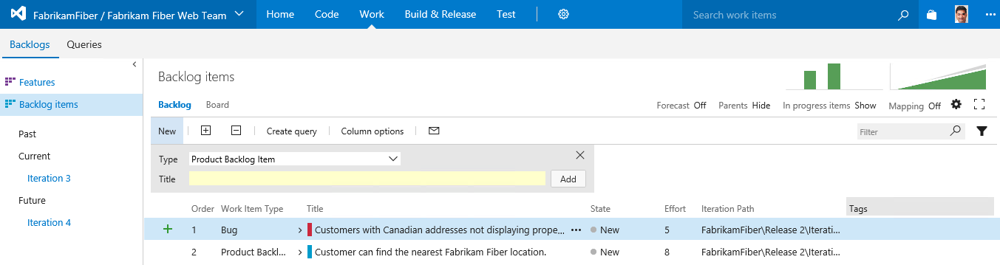 FabrikamFiber / Fabrikam Fiber Web Team Home Code Work Build & Release Test Search work items
Backlogs Queries
Features
Backlog items
Past
Current
Iteration 3
Future
Iteration 4
Backlog items
Backlog Board Forecast Off Parents Hide In progress items Show Mapping Off
New Create query Column options Filter
Type Product Backlog Item
Title Add
Order Work Item Type Title State Effort Iteration Path Tags
1 Bug Customers with Canadian addresses not displaying prope... New 5 FabrikamFiber\Release 2\Iterati...
2 Product Backl... Customer can find the nearest Fabrikam Fiber location. New 8 FabrikamFiber\Release 2\Iterati...